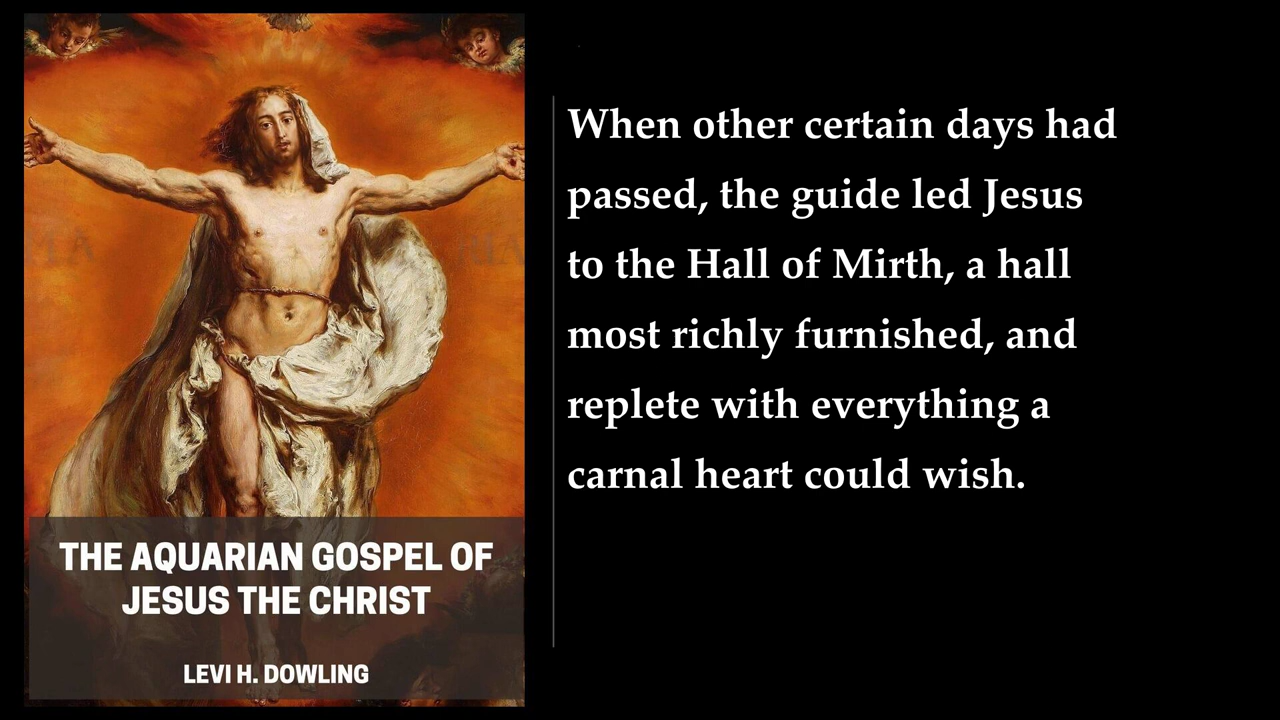 THE AQUARIAN GOSPEL OF
JESUS THE CHRIST
LEVI H. DOWLING
When other certain days had
passed, the guide led Jesus
to the Hall of Mirth, a hall
most richly furnished, and
replete with everything a
carnal heart could wish.